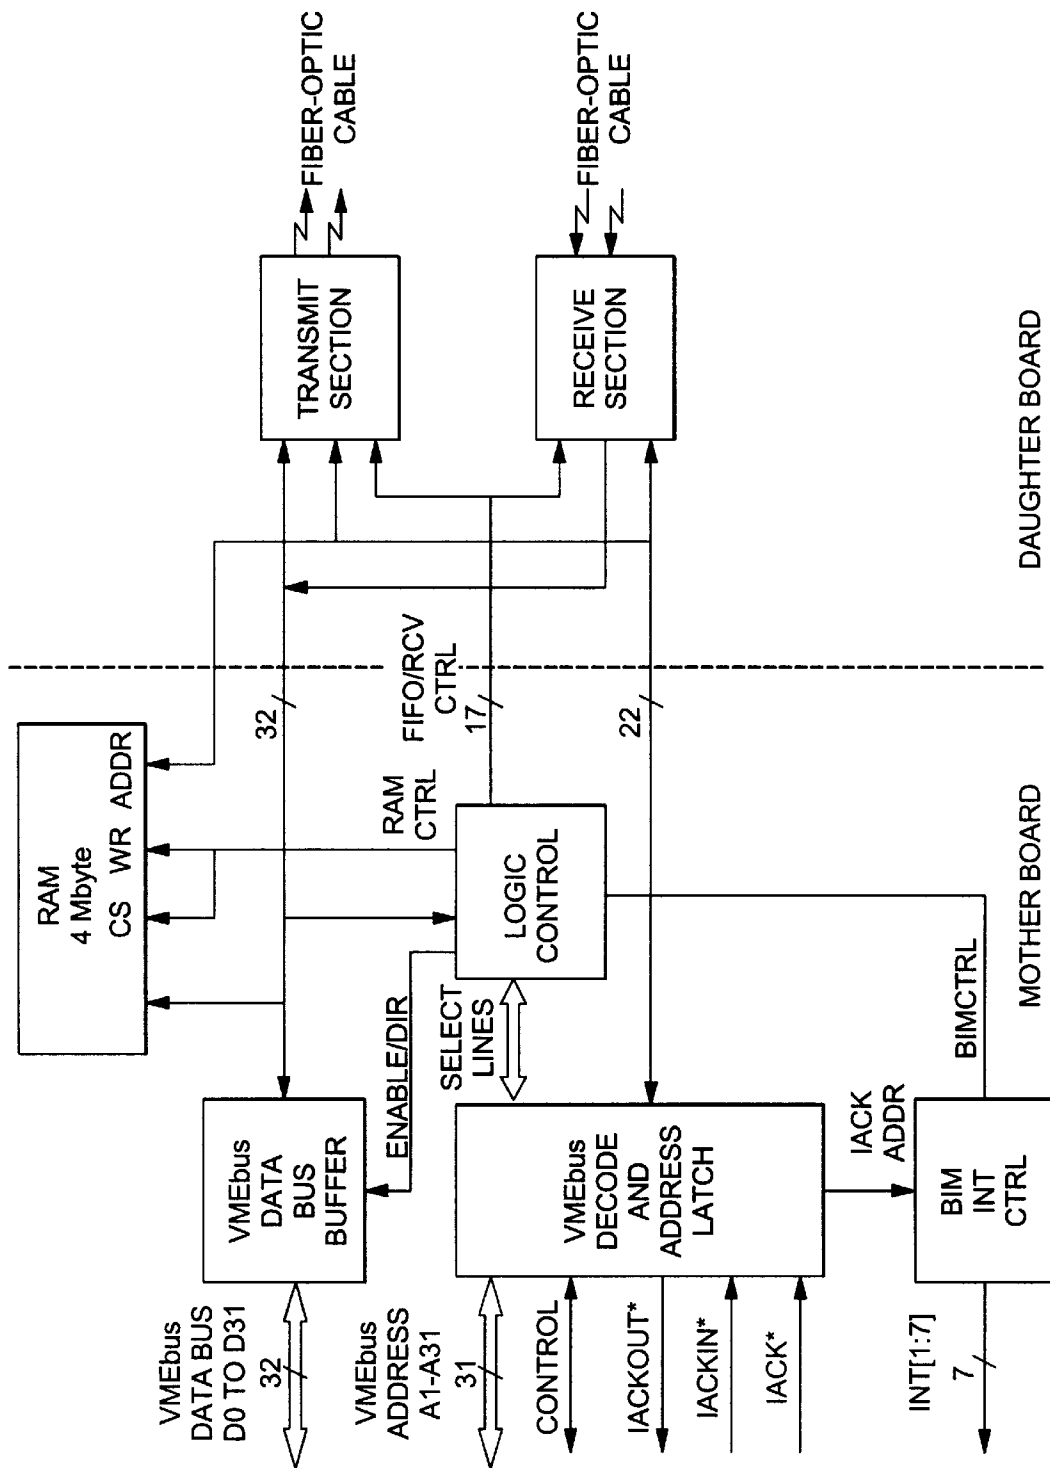 RAM
4 Mbyte
CS WR ADDR
VMEbus
DATA BUS
D0 TO D31
32
VMEbus
DATA
BUS
BUFFER
32
TRANSMIT
SECTION
FIBER-OPTIC
CABLE
ENABLE/DIR
RAM
CTRL
FIFO/RCV
CTRL
17
VMEbus
ADDRESS
A1-A31
31
CONTROL
IACKOUT*
IACKIN*
IACK*
VMEbus
DECODE
AND
ADDRESS
LATCH
SELECT
LINES
LOGIC
CONTROL
22
RECEIVE
SECTION
FIBER-OPTIC
CABLE
IACK
ADDR
BIMCTRL
INT[1:7]
7
BIM
INT
CTRL
MOTHER BOARD
DAUGHTER BOARD